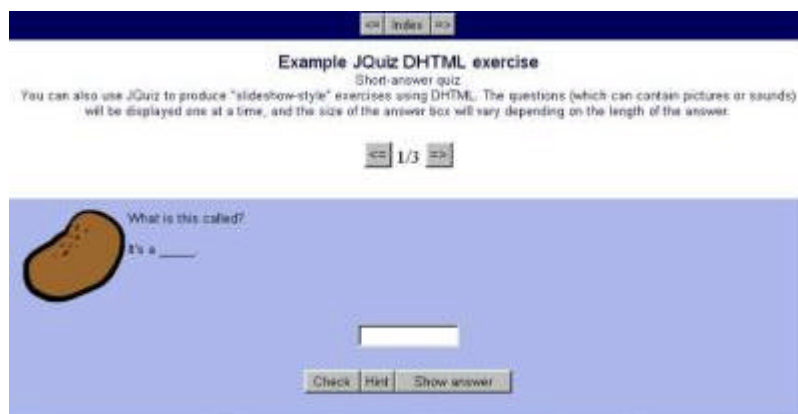 <= Index =>
Example JQuiz DHTML exercise
Short-answer quiz
You can also use JQuiz to produce "slideshow-style" exercises using DHTML. The questions (which can contain pictures or sounds)
will be displayed one at a time, and the size of the answer box will vary depending on the length of the answer.
<= 1/3 =>
What is this called?
It's a _____.
Check Hint Show answer